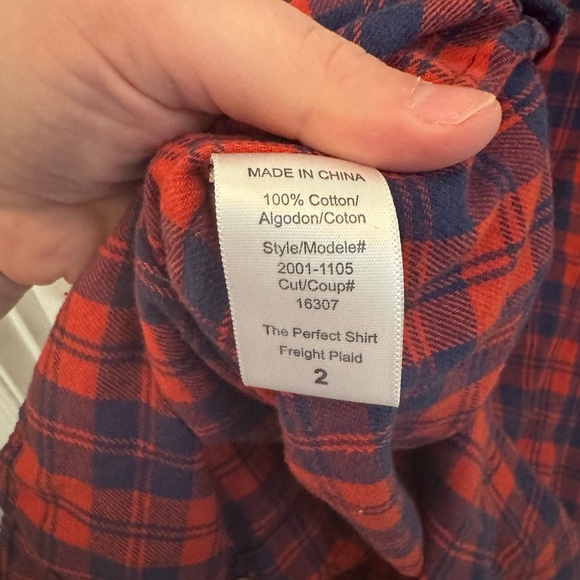 MADE IN CHINA
100% Cotton/
Algodon/Coton
Style/Modele#
2001-1105
Cut/Coup#
16307
The Perfect Shirt
Freight Plaid
2